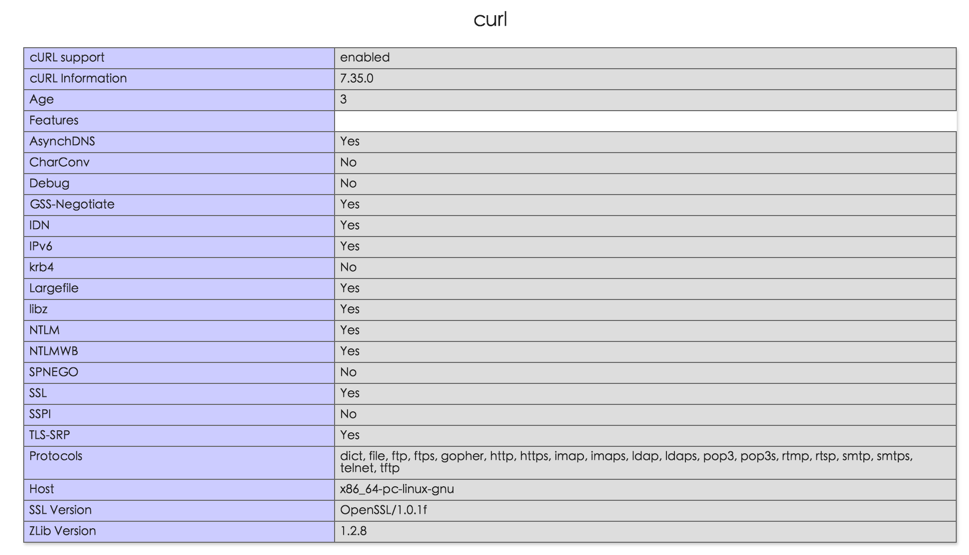 curl
cURL support enabled
cURL Information 7.35.0
Age 3
Features
AsynchDNS Yes
CharConv No
Debug No
GSS-Negotiate Yes
IDN Yes
IPv6 Yes
krb4 No
Largefile Yes
libz Yes
NTLM Yes
NTLMWB Yes
SPNEGO No
SSL Yes
SSPI No
TLS-SRP Yes
Protocols dict, file, ftp, ftps, gopher, http, https, imap, imaps, ldap, ldaps, pop3, pop3s, rtmp, rtsp, smtp, smtps,
telnet, tftp
Host x86_64-pc-linux-gnu
SSL Version OpenSSL/1.0.1f
ZLib Version 1.2.8